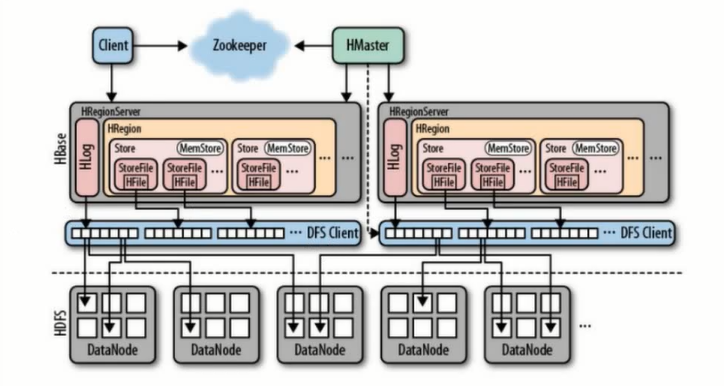 Client
Zookeeper
HMaster
HBase
HRegionServer
HLog
HRegion
Store
MemStore
StoreFile
HFile
StoreFile
HFile
...
Store
MemStore
StoreFile
HFile
...
...
...
HRegionServer
HLog
HRegion
Store
MemStore
StoreFile
HFile
StoreFile
HFile
...
Store
MemStore
StoreFile
HFile
...
...
...
... DFS Client
... DFS Client
HDFS
DataNode
DataNode
DataNode
DataNode
DataNode
...